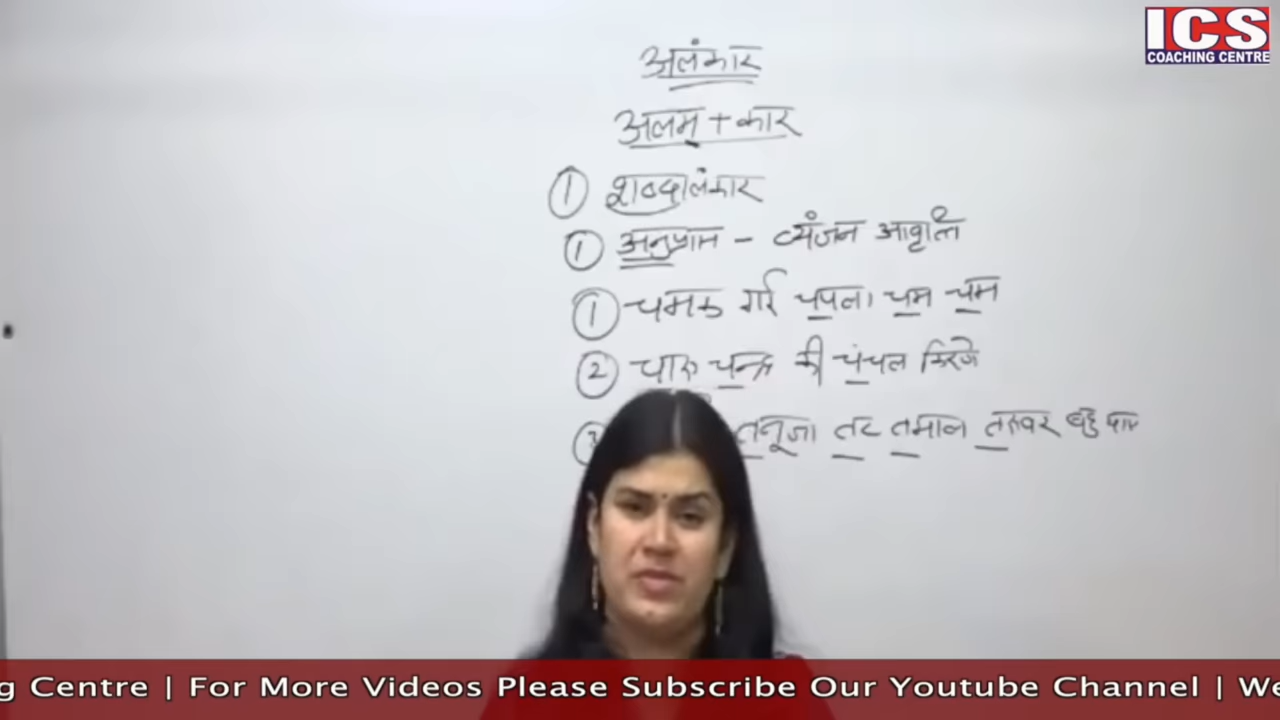 ICS
COACHING CENTRE
अलंकार
अलम् + कार
① शब्दालंकार
① अनुप्रास - व्यंजन आवृत्ति
① चमक गई चपला चम चम
② चारु चन्द्र की चंचल किरणे
③ तनूजा तट तमाल तरुवर बहु
g Centre | For More Videos Please Subscribe Our Youtube Channel | We